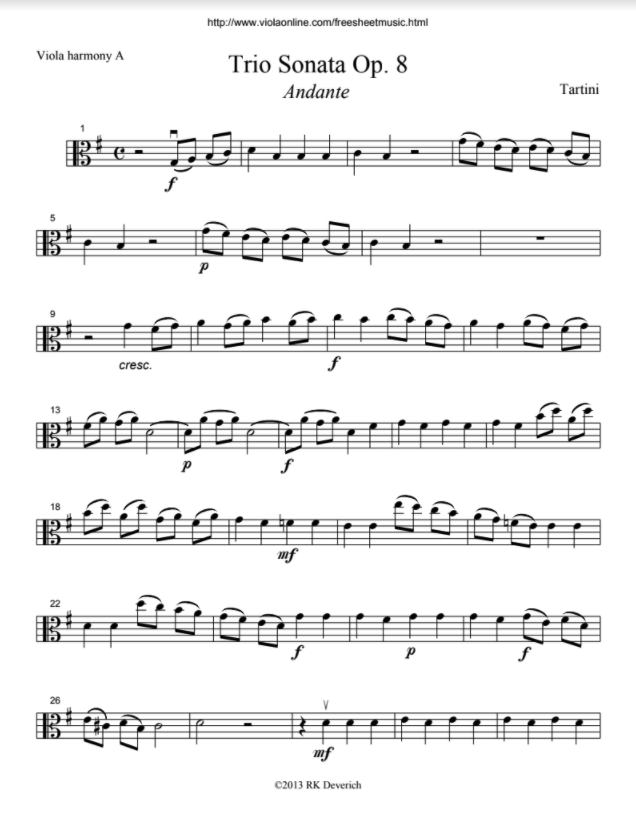 http://www.violaonline.com/freesheetmusic.html
Viola harmony A
Trio Sonata Op. 8
Andante
Tartini
1
f
5
p
9
cresc.
f
13
p
f
18
mf
22
f
p
f
26
mf
©2013 RK Deverich